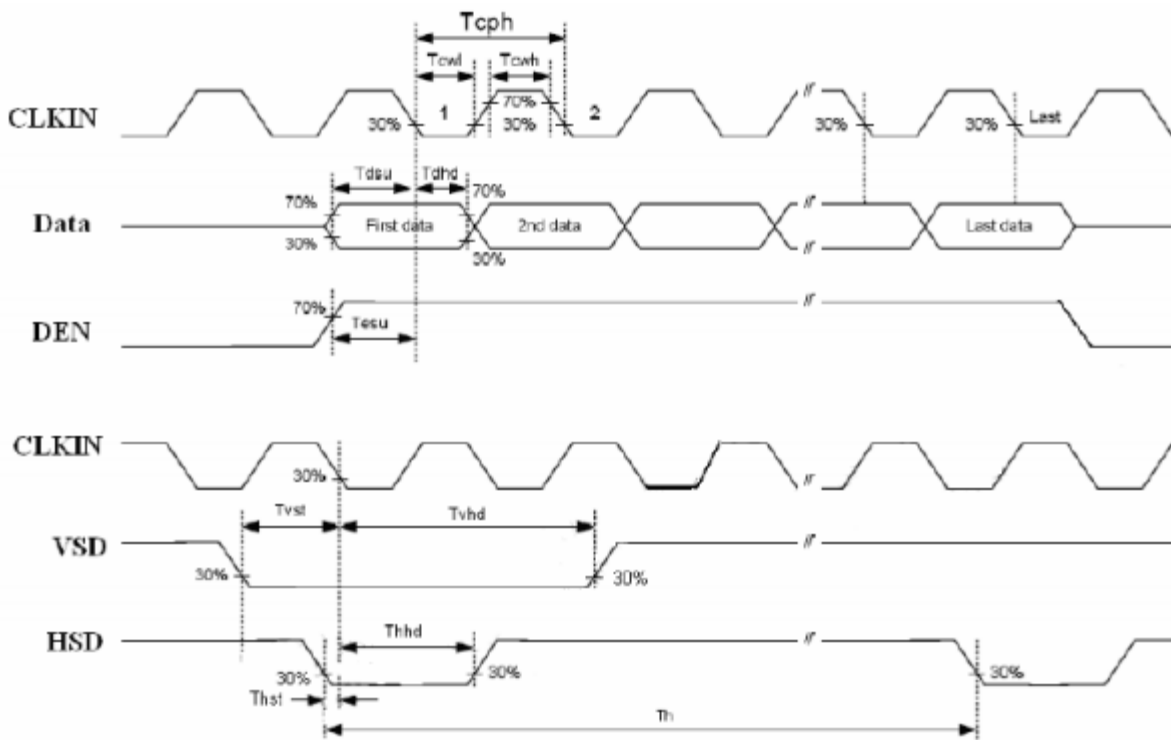 Tcph
Tcwl Tcwh
CLKIN 30% 1 70% 30% 2 30% 30% Last
Tdsu Tdhd
70% 70%
Data First data 2nd data Last data
30% 30%
70%
DEN Tesu
CLKIN
30%
Tvst Tvhd
VSD
30% 30%
HSD Thhd
30% 30% 30%
Thst
Th